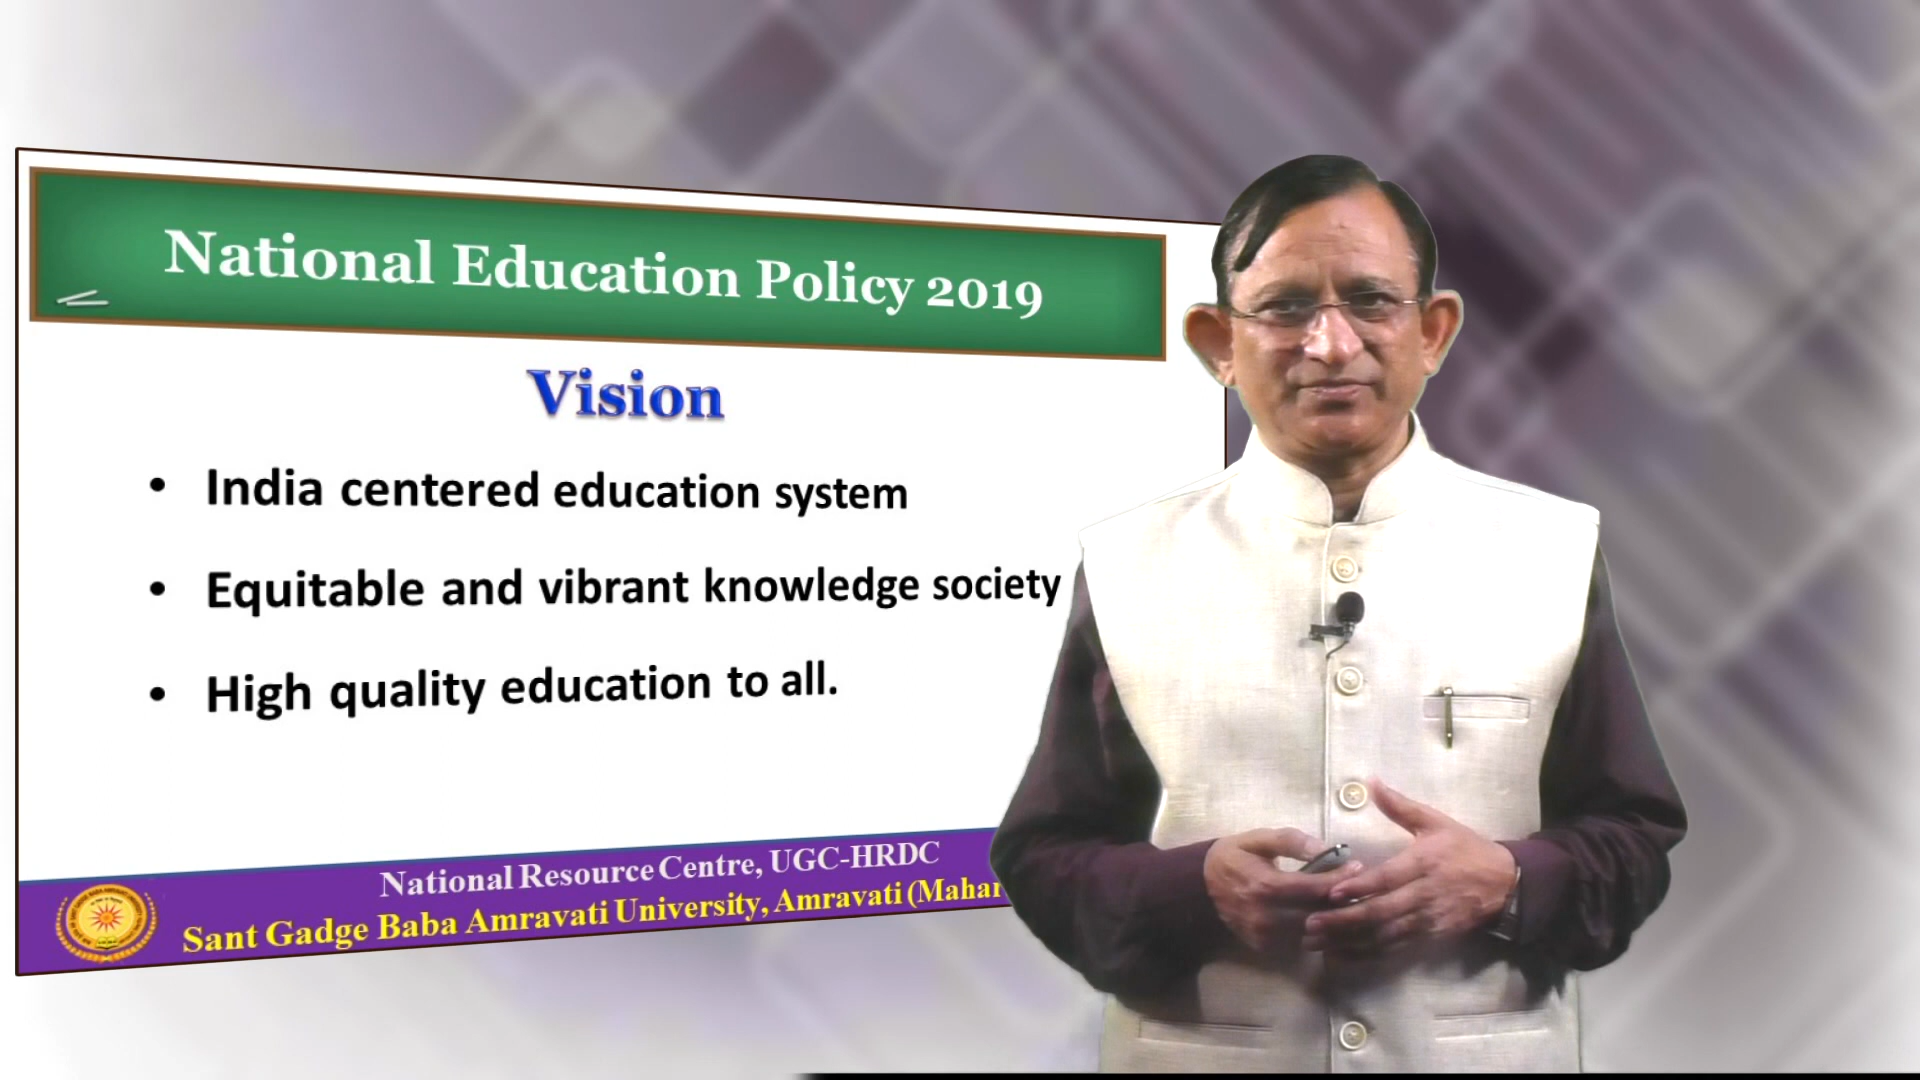 National Education Policy 2019
Vision
• India centered education system
• Equitable and vibrant knowledge society
• High quality education to all.
National Resource Centre, UGC-HRDC
Sant Gadge Baba Amravati University, Amravati (Mahar